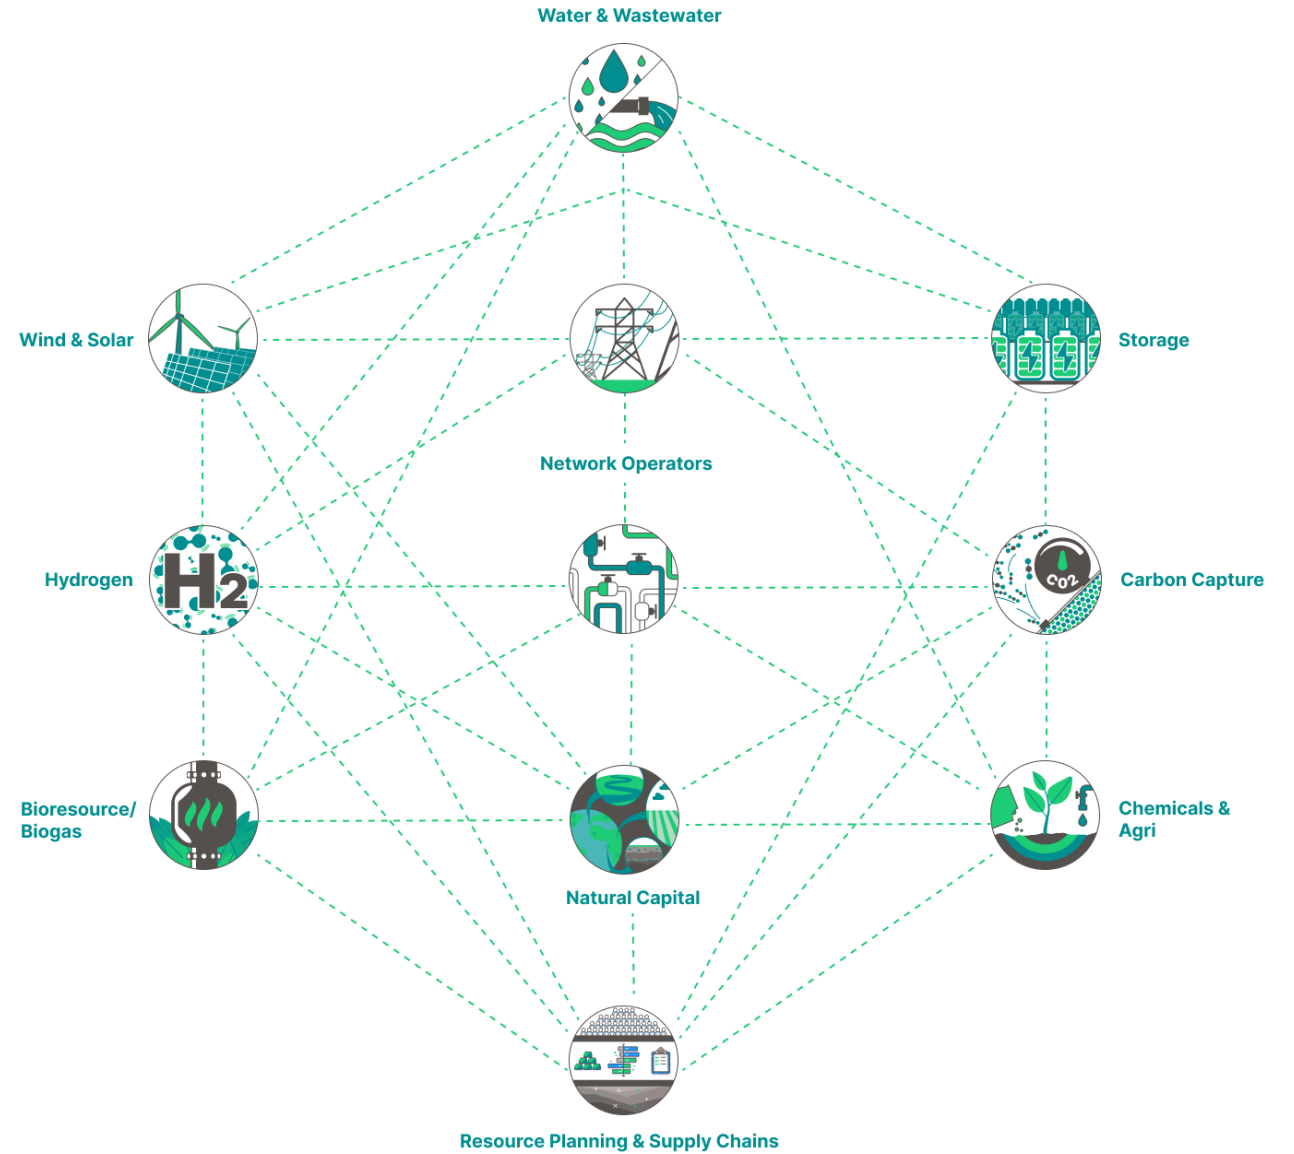 Water & Wastewater
Wind & Solar
Storage
Network Operators
Hydrogen
H2
CO2
Carbon Capture
Bioresource/
Biogas
Chemicals &
Agri
Natural Capital
Resource Planning & Supply Chains